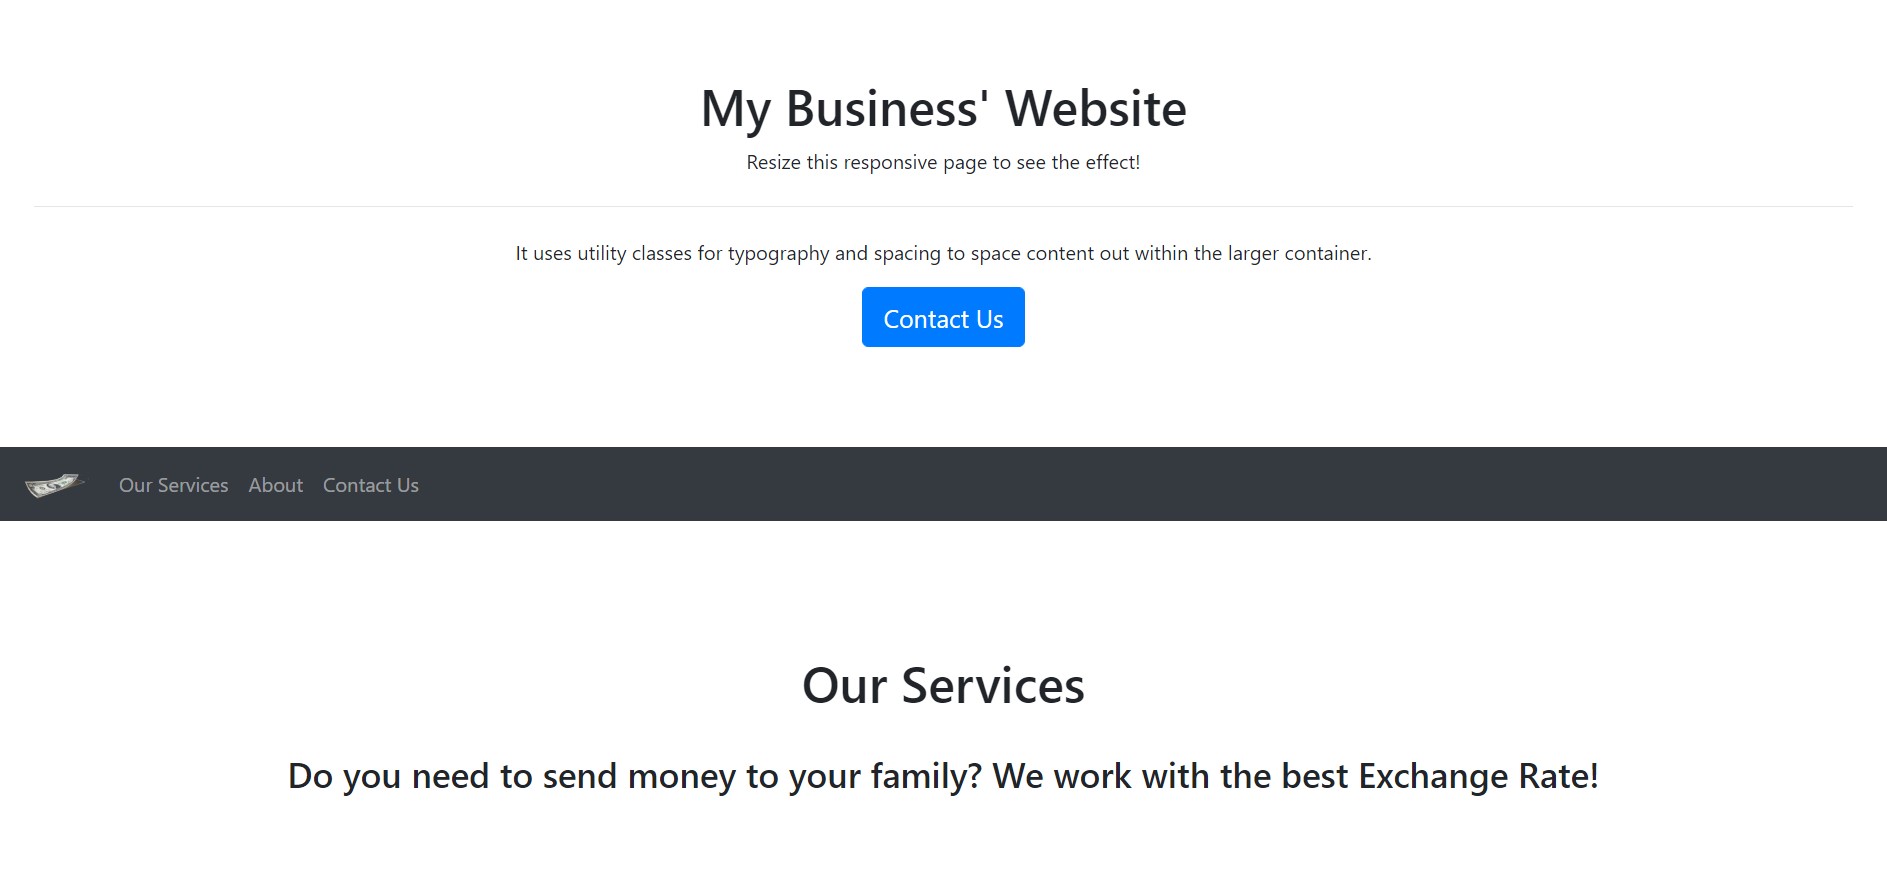 My Business' Website
Resize this responsive page to see the effect!
It uses utility classes for typography and spacing to space content out within the larger container.
Contact Us
Our Services About Contact Us
Our Services
Do you need to send money to your family? We work with the best Exchange Rate!